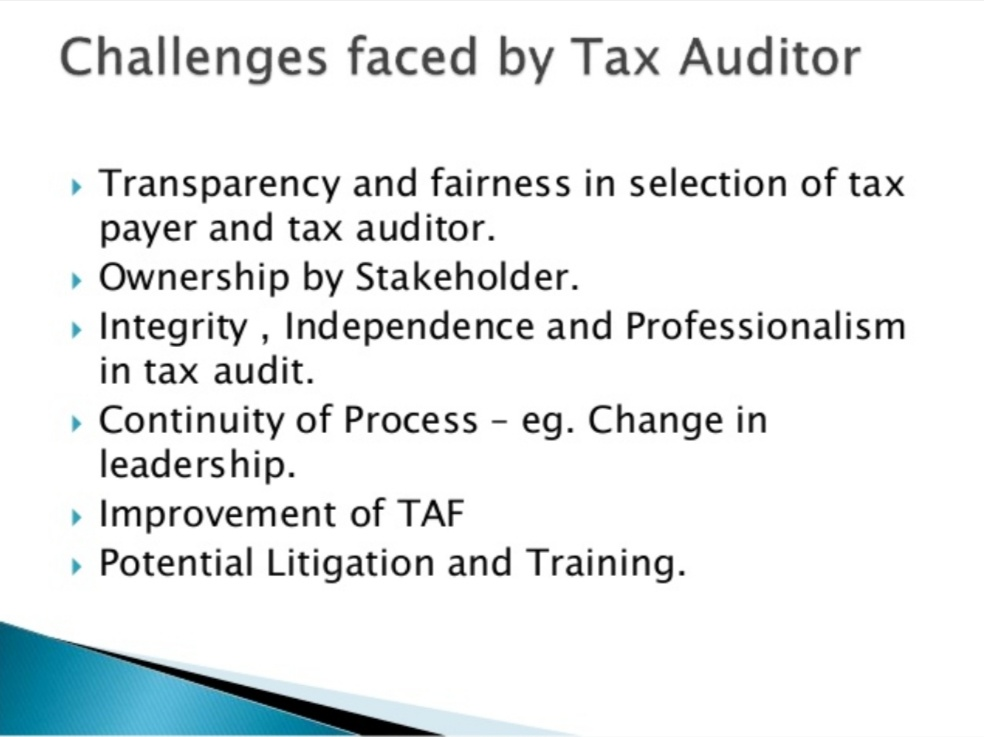 Challenges faced by Tax Auditor
Transparency and fairness in selection of tax
payer and tax auditor.
Ownership by Stakeholder.
Integrity , Independence and Professionalism
in tax audit.
Continuity of Process – eg. Change in
leadership.
Improvement of TAF
Potential Litigation and Training.